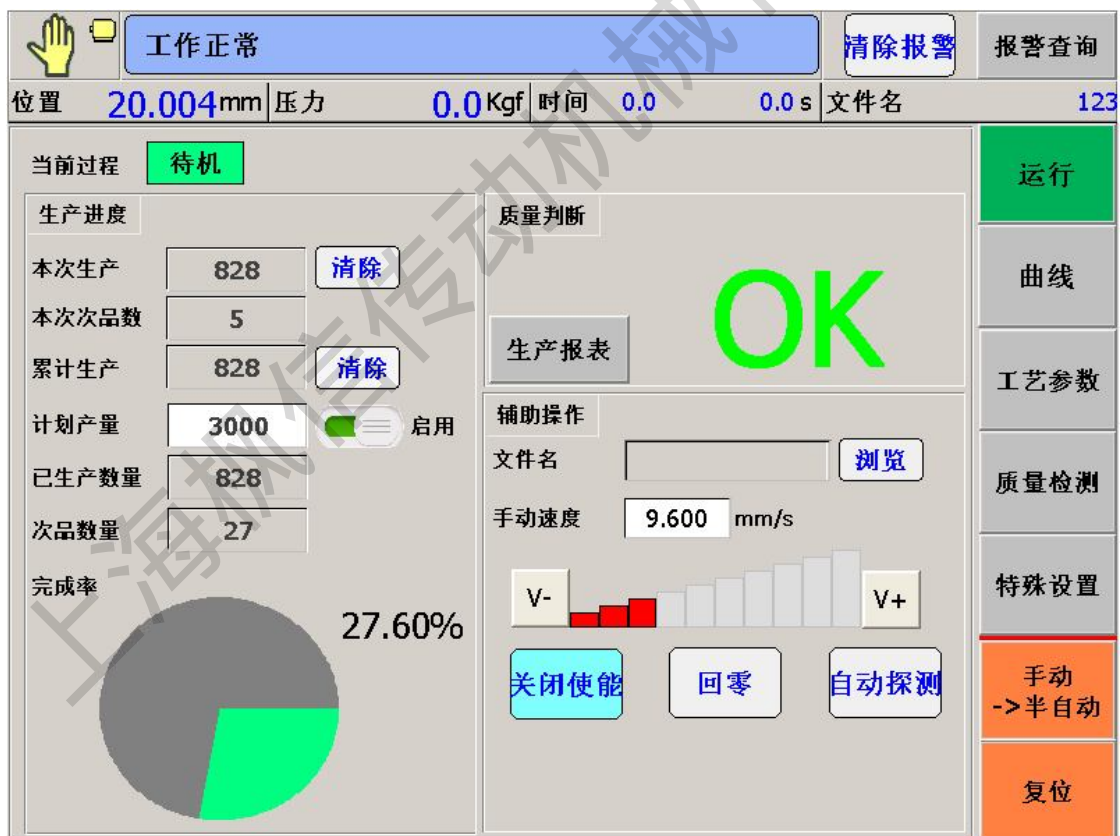 工作正常
清除报警
报警查询
位置 20.004mm 压力 0.0 Kgf 时间 0.0 0.0 s 文件名 123
当前过程 待机
运行
生产进度
质量判断
本次生产 828 清除
OK
曲线
本次次品数 5
生产报表
累计生产 828 清除
工艺参数
计划产量 3000 启用
辅助操作
文件名 浏览
已生产数量 828
质量检测
手动速度 9.600 mm/s
次品数量 27
完成率
27.60%
V-
V+
特殊设置
关闭使能
回零
自动探测
手动
->半自动
复位
上海枫信传动机械